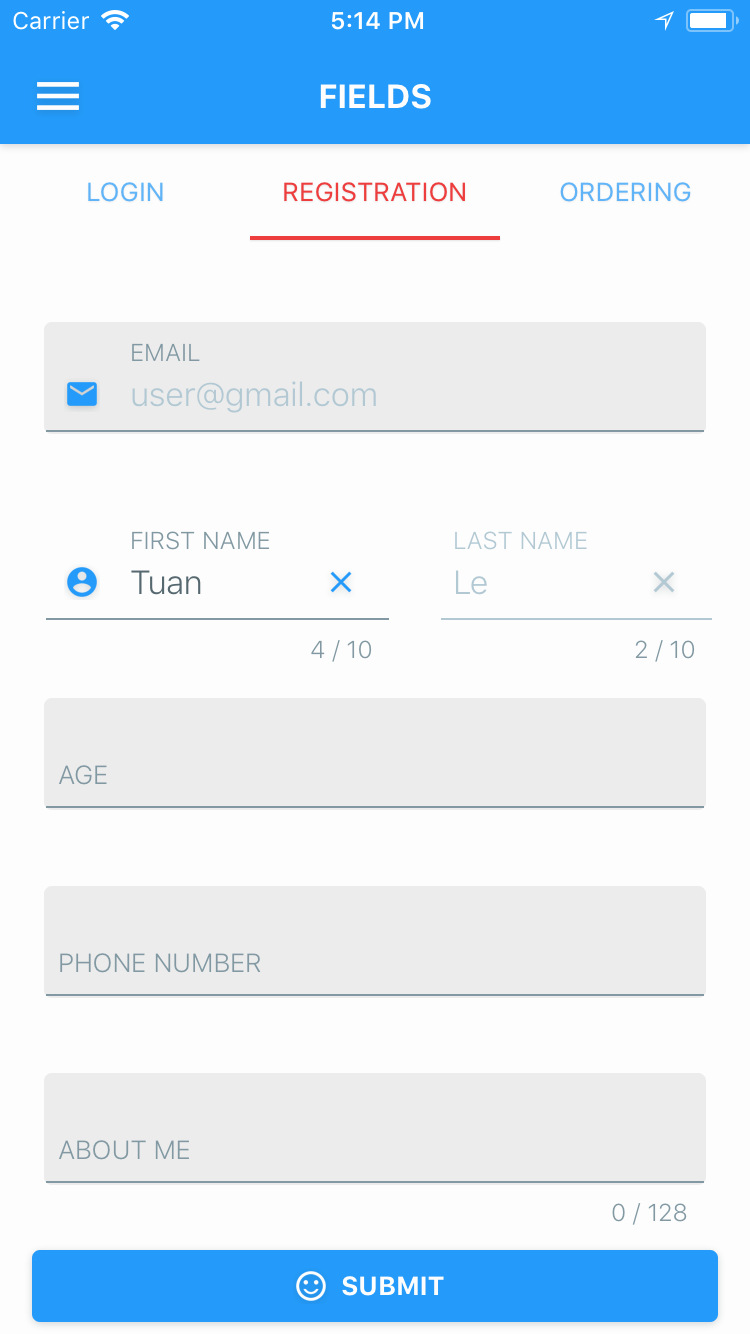 Carrier 5:14 PM
FIELDS
LOGIN REGISTRATION ORDERING
EMAIL
user@gmail.com
FIRST NAME LAST NAME
Tuan Le
4 / 10 2 / 10
AGE
PHONE NUMBER
ABOUT ME
0 / 128
SUBMIT